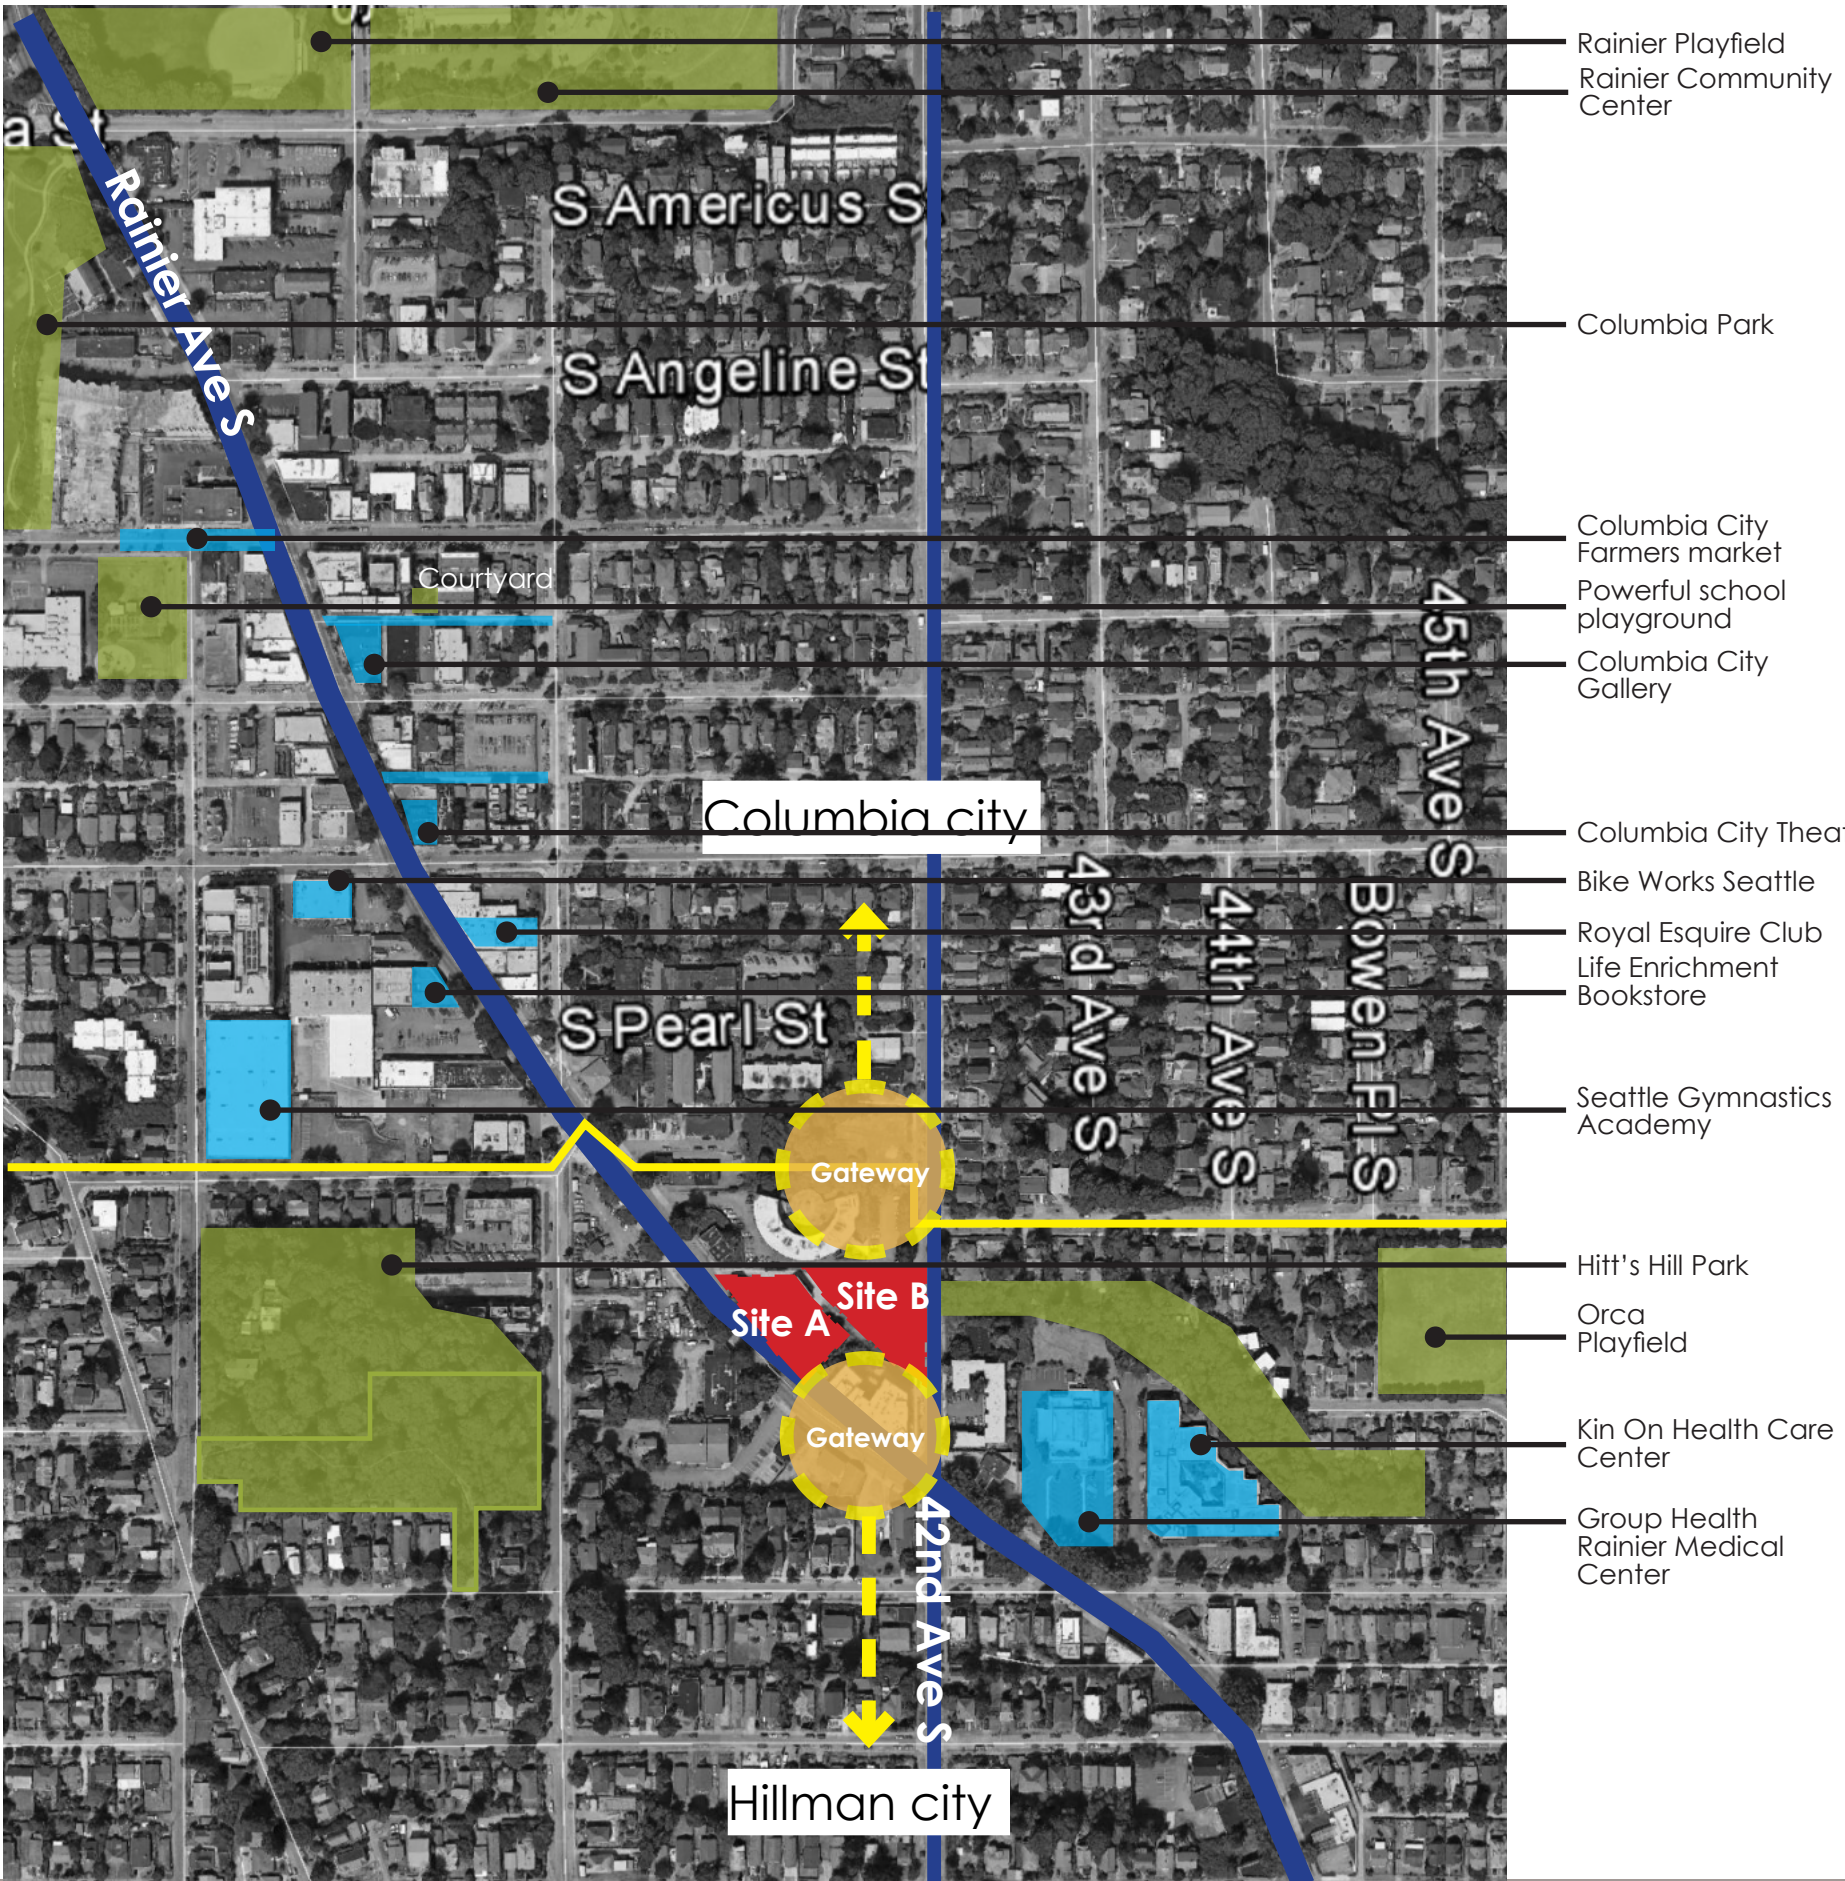 Rainier Playfield
Rainier Community
Center
a St
Rainier Ave S
S Americus S
Columbia Park
S Angeline St
Columbia City
Farmers market
Courtyard
Powerful school
playground
45th Ave S
Columbia City
Gallery
Columbia city
Columbia City Theat
Bike Works Seattle
43rd Ave S
44th Ave S
Bowen Pl S
Royal Esquire Club
Life Enrichment
Bookstore
S Pearl St
Seattle Gymnastics
Academy
Gateway
Hitt's Hill Park
Site B
Site A
Orca
Playfield
Gateway
Kin On Health Care
Center
42nd Ave S
Group Health
Rainier Medical
Center
Hillman city